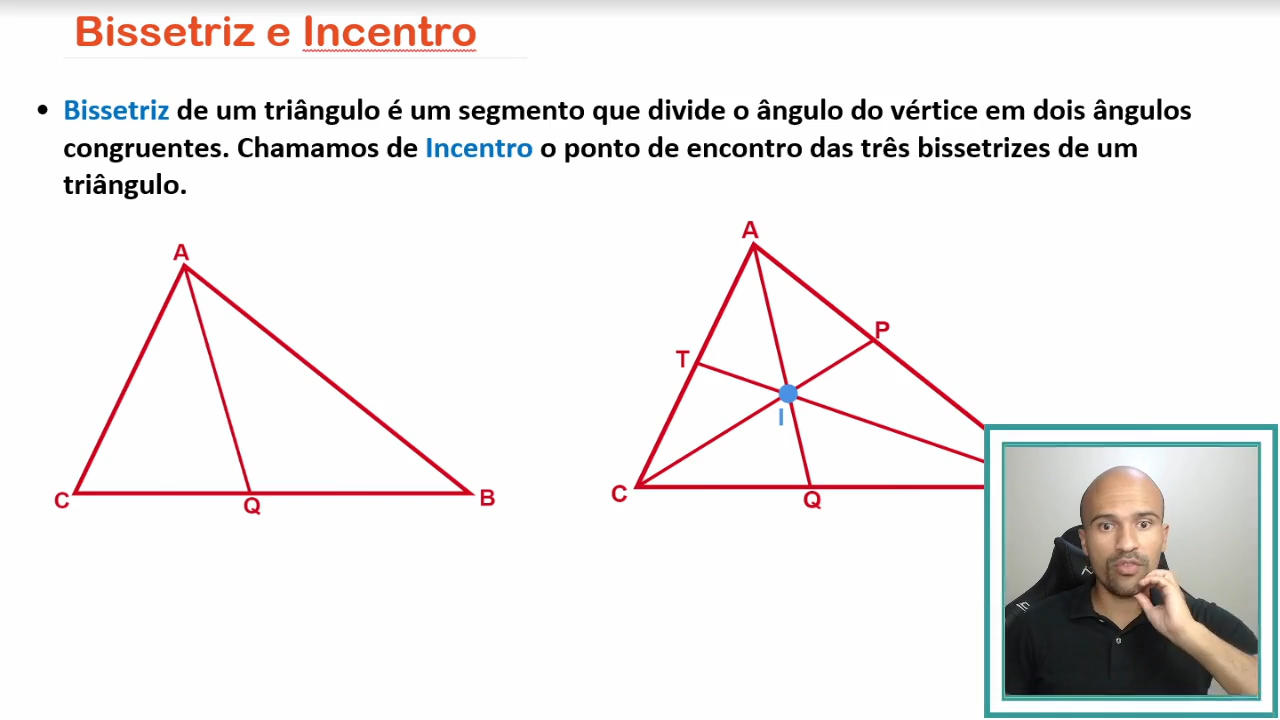 Bissetriz e Incentro
• Bissetriz de um triângulo é um segmento que divide o ângulo do vértice em dois ângulos
congruentes. Chamamos de Incentro o ponto de encontro das três bissetrizes de um
triângulo.
A
C
Q
B
A
P
T
I
C
Q